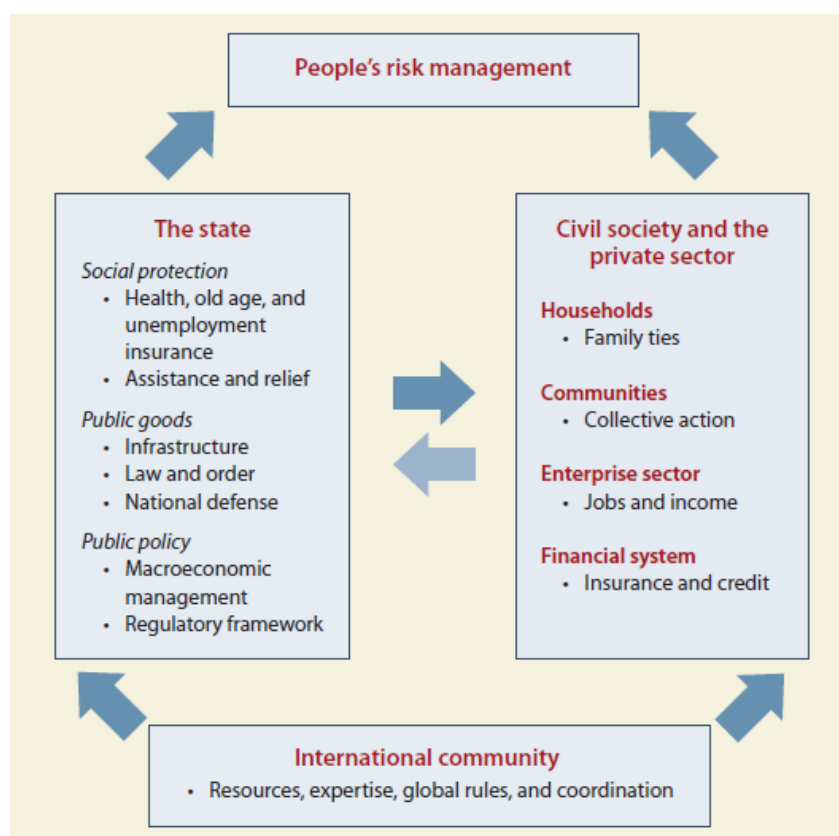 People’s risk management
The state
Social protection
• Health, old age, and
unemployment
insurance
• Assistance and relief
Public goods
• Infrastructure
• Law and order
• National defense
Public policy
• Macroeconomic
management
• Regulatory framework
Civil society and the
private sector
Households
• Family ties
Communities
• Collective action
Enterprise sector
• Jobs and income
Financial system
• Insurance and credit
International community
• Resources, expertise, global rules, and coordination